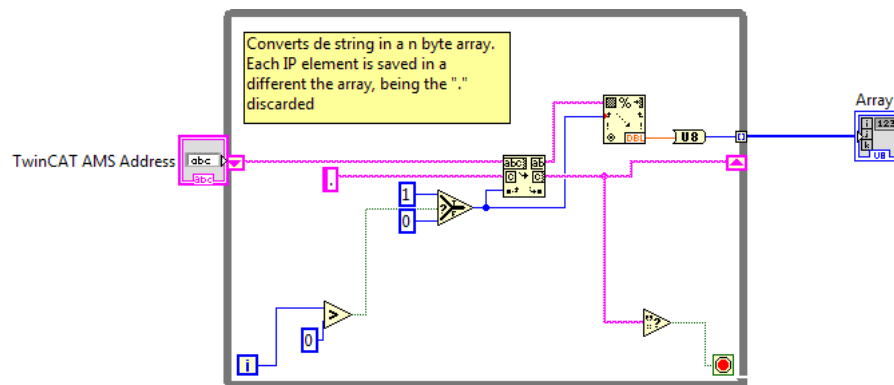 Converts de string in a n byte array.
Each IP element is saved in a
different the array, being the "."
discarded
Array
TwinCAT AMS Address
abc
abc
.
1
0
?
T
F
%
DBL
U8
123
i
j
k
U8
>
0
i
?